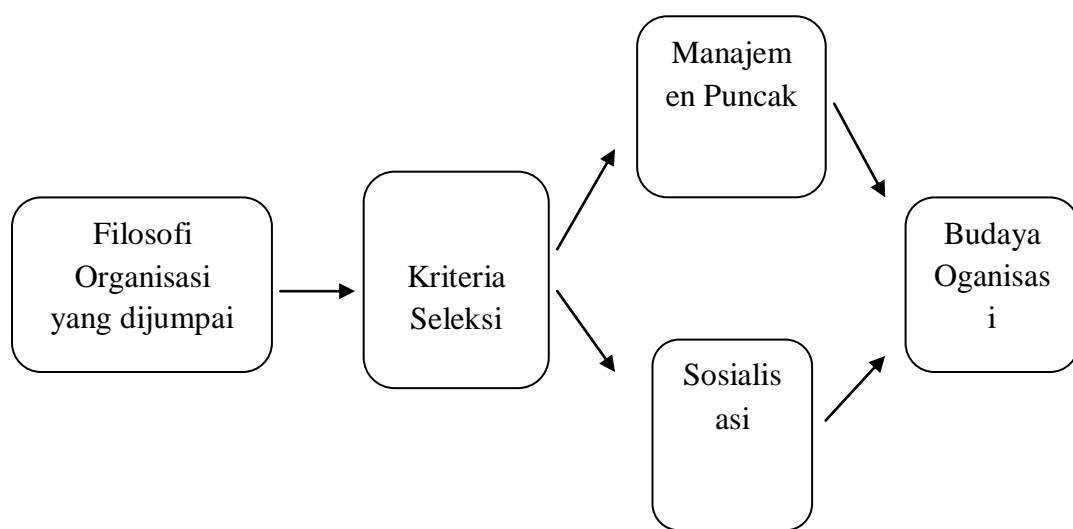 Filosofi
Organisasi
yang dijumpai
Kriteria
Seleksi
Manajem
en Puncak
Sosialis
asi
Budaya
Oganisas
i